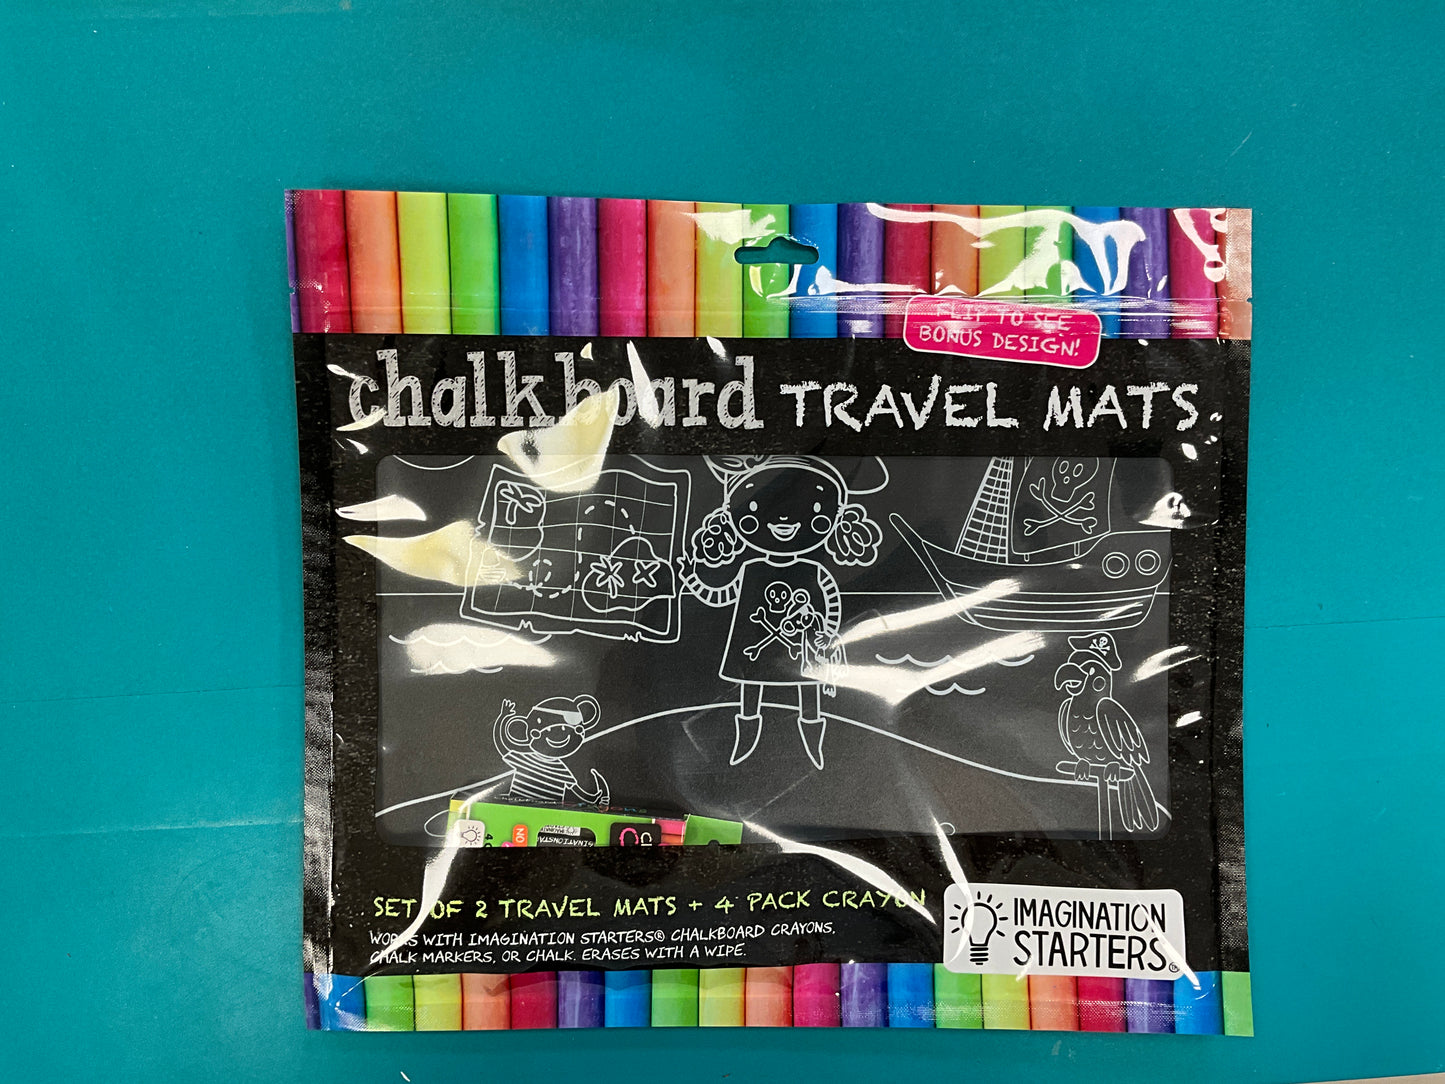 FLIP TO SEE
BONUS DESIGN!
chalkboard TRAVEL MATS
SET OF 2 TRAVEL MATS + 4 PACK CRAYON
WORKS WITH IMAGINATION STARTERS® CHALKBOARD CRAYONS,
CHALK MARKERS, OR CHALK. ERASES WITH A WIPE.
IMAGINATION
STARTERS™